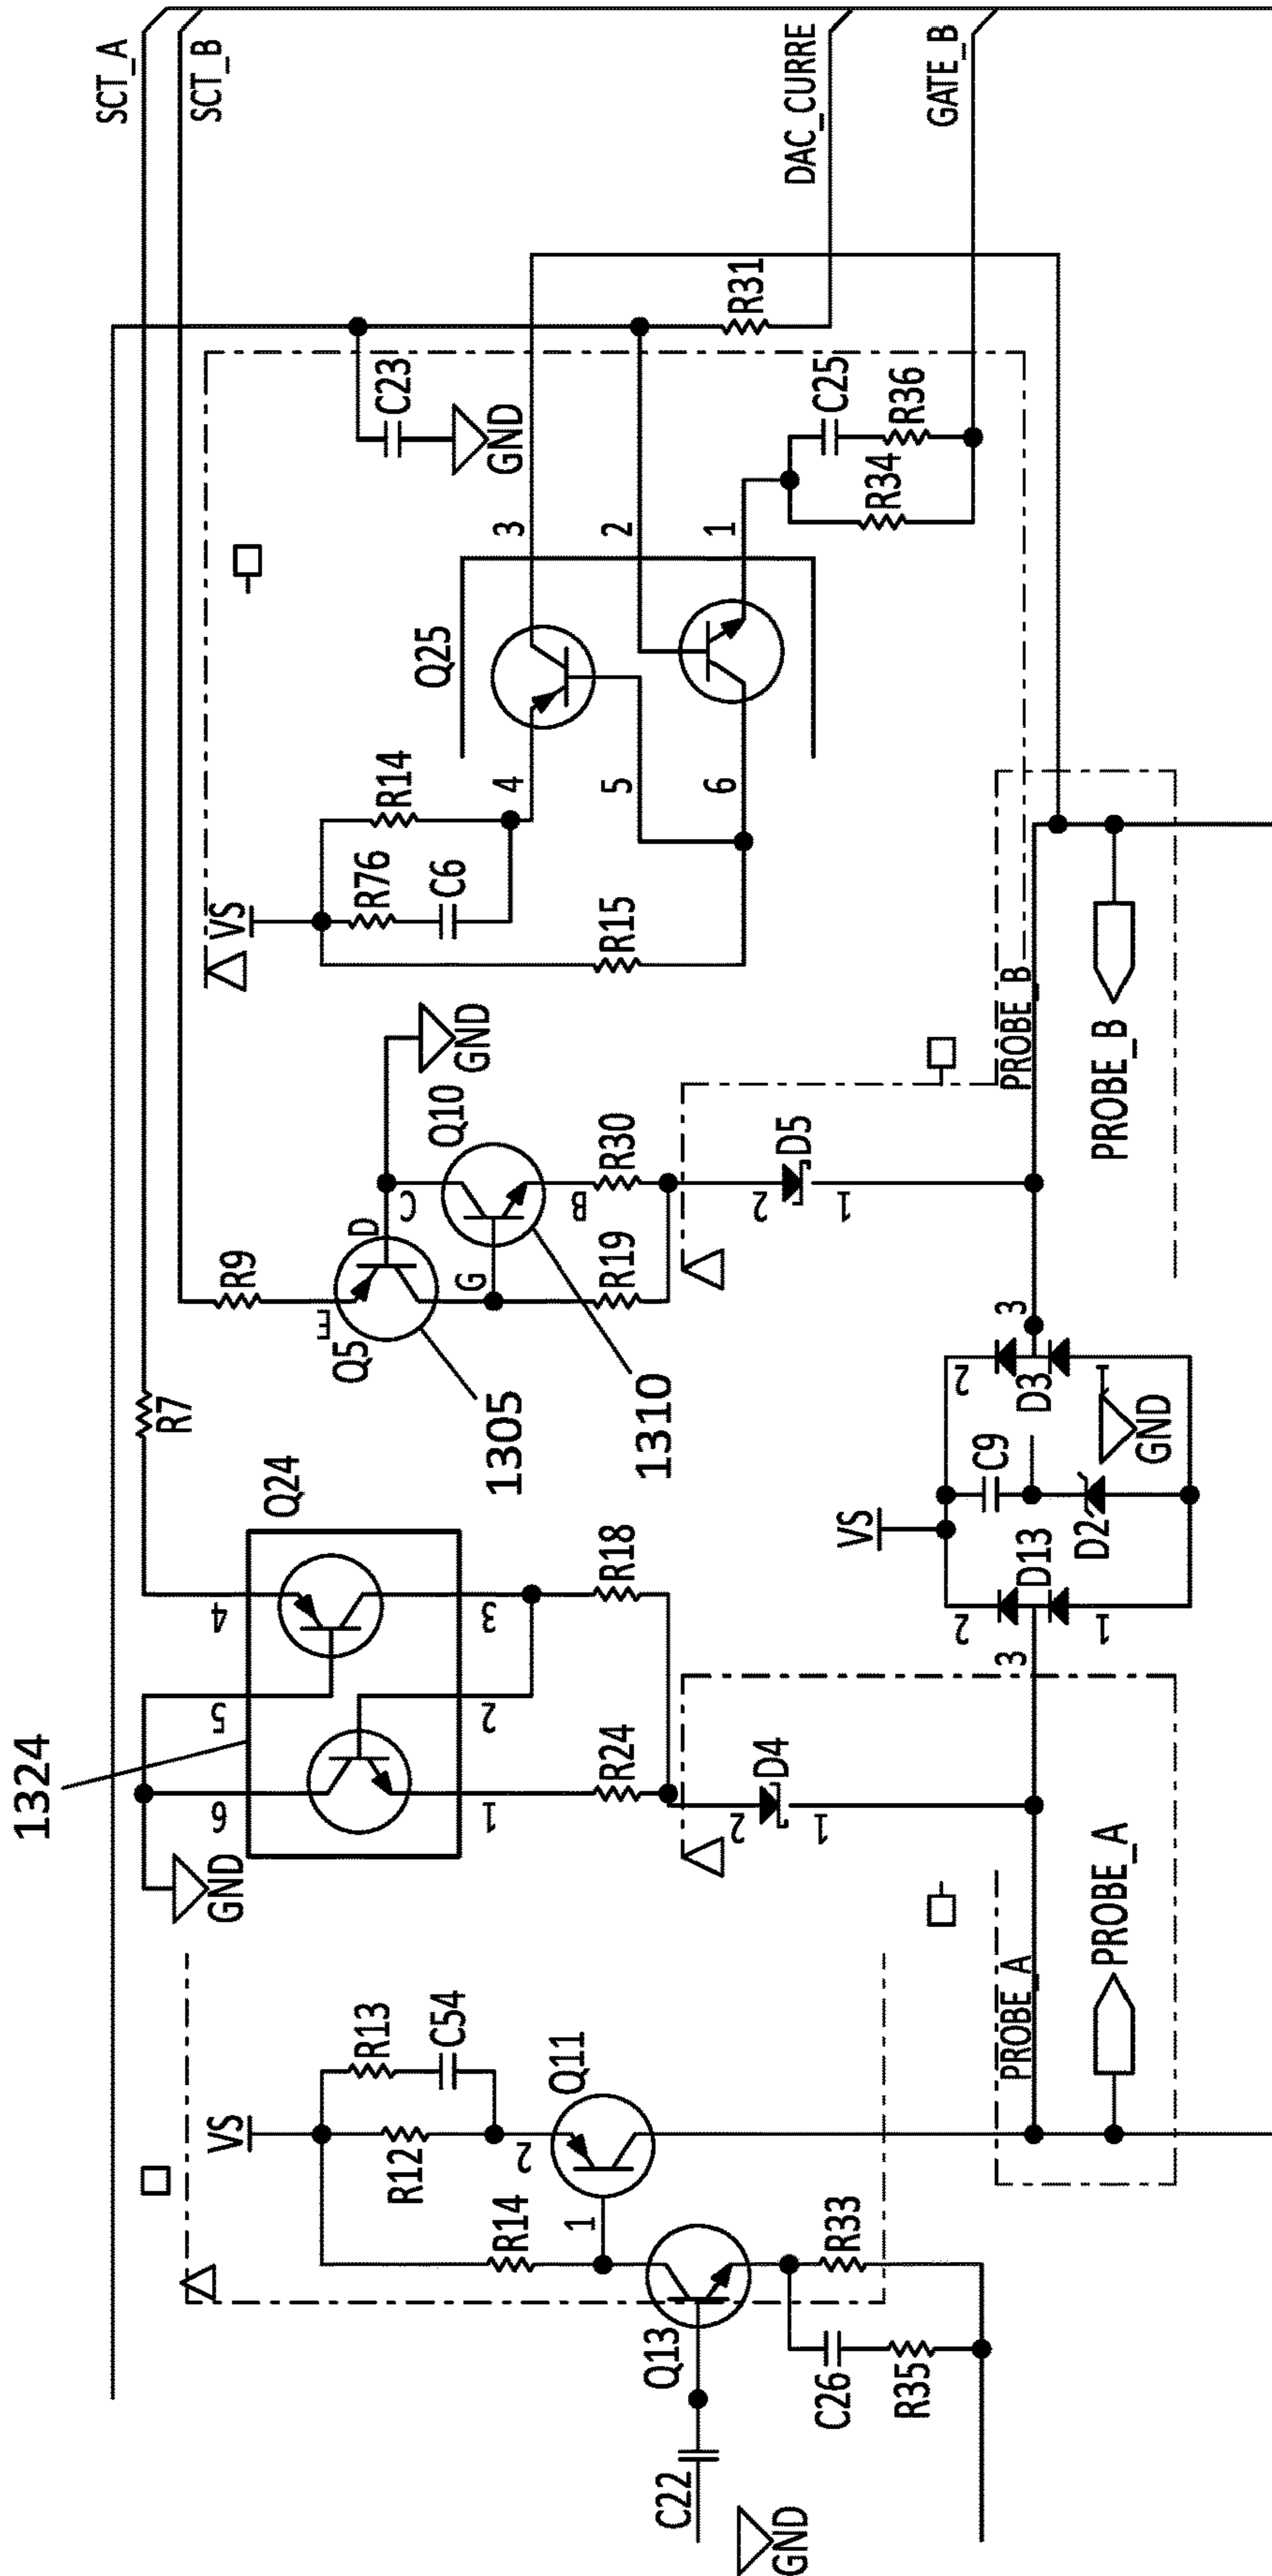 SCT_A
SCT_B
DAC_CURRE
GATE_B
R31
C23
GND
C25
R36
R34
3
2
1
Q25
4
5
6
R14
R76
C6
VS
R15
GND
Q10
C
D
B
R30
G
R19
R9
E
Q5
1305
1310
2
D5
1
PROBE_B
PROBE_B
R7
Q24
4
3
5
2
6
1
R18
R24
1324
GND
2
D4
1
3
2
D3
1
GND
C9
VS
D2
D13
2
1
3
PROBE_A
PROBE_A
VS
R13
C54
R12
Q11
2
R14
1
Q13
R33
C26
R35
C22
GND